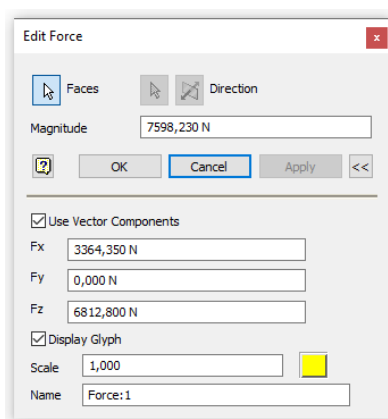 Edit Force
x
Faces Direction
Magnitude 7598,230 N
? OK Cancel Apply <<
Use Vector Components
Fx 3364,350 N
Fy 0,000 N
Fz 6812,800 N
Display Glyph
Scale 1,000
Name Force:1